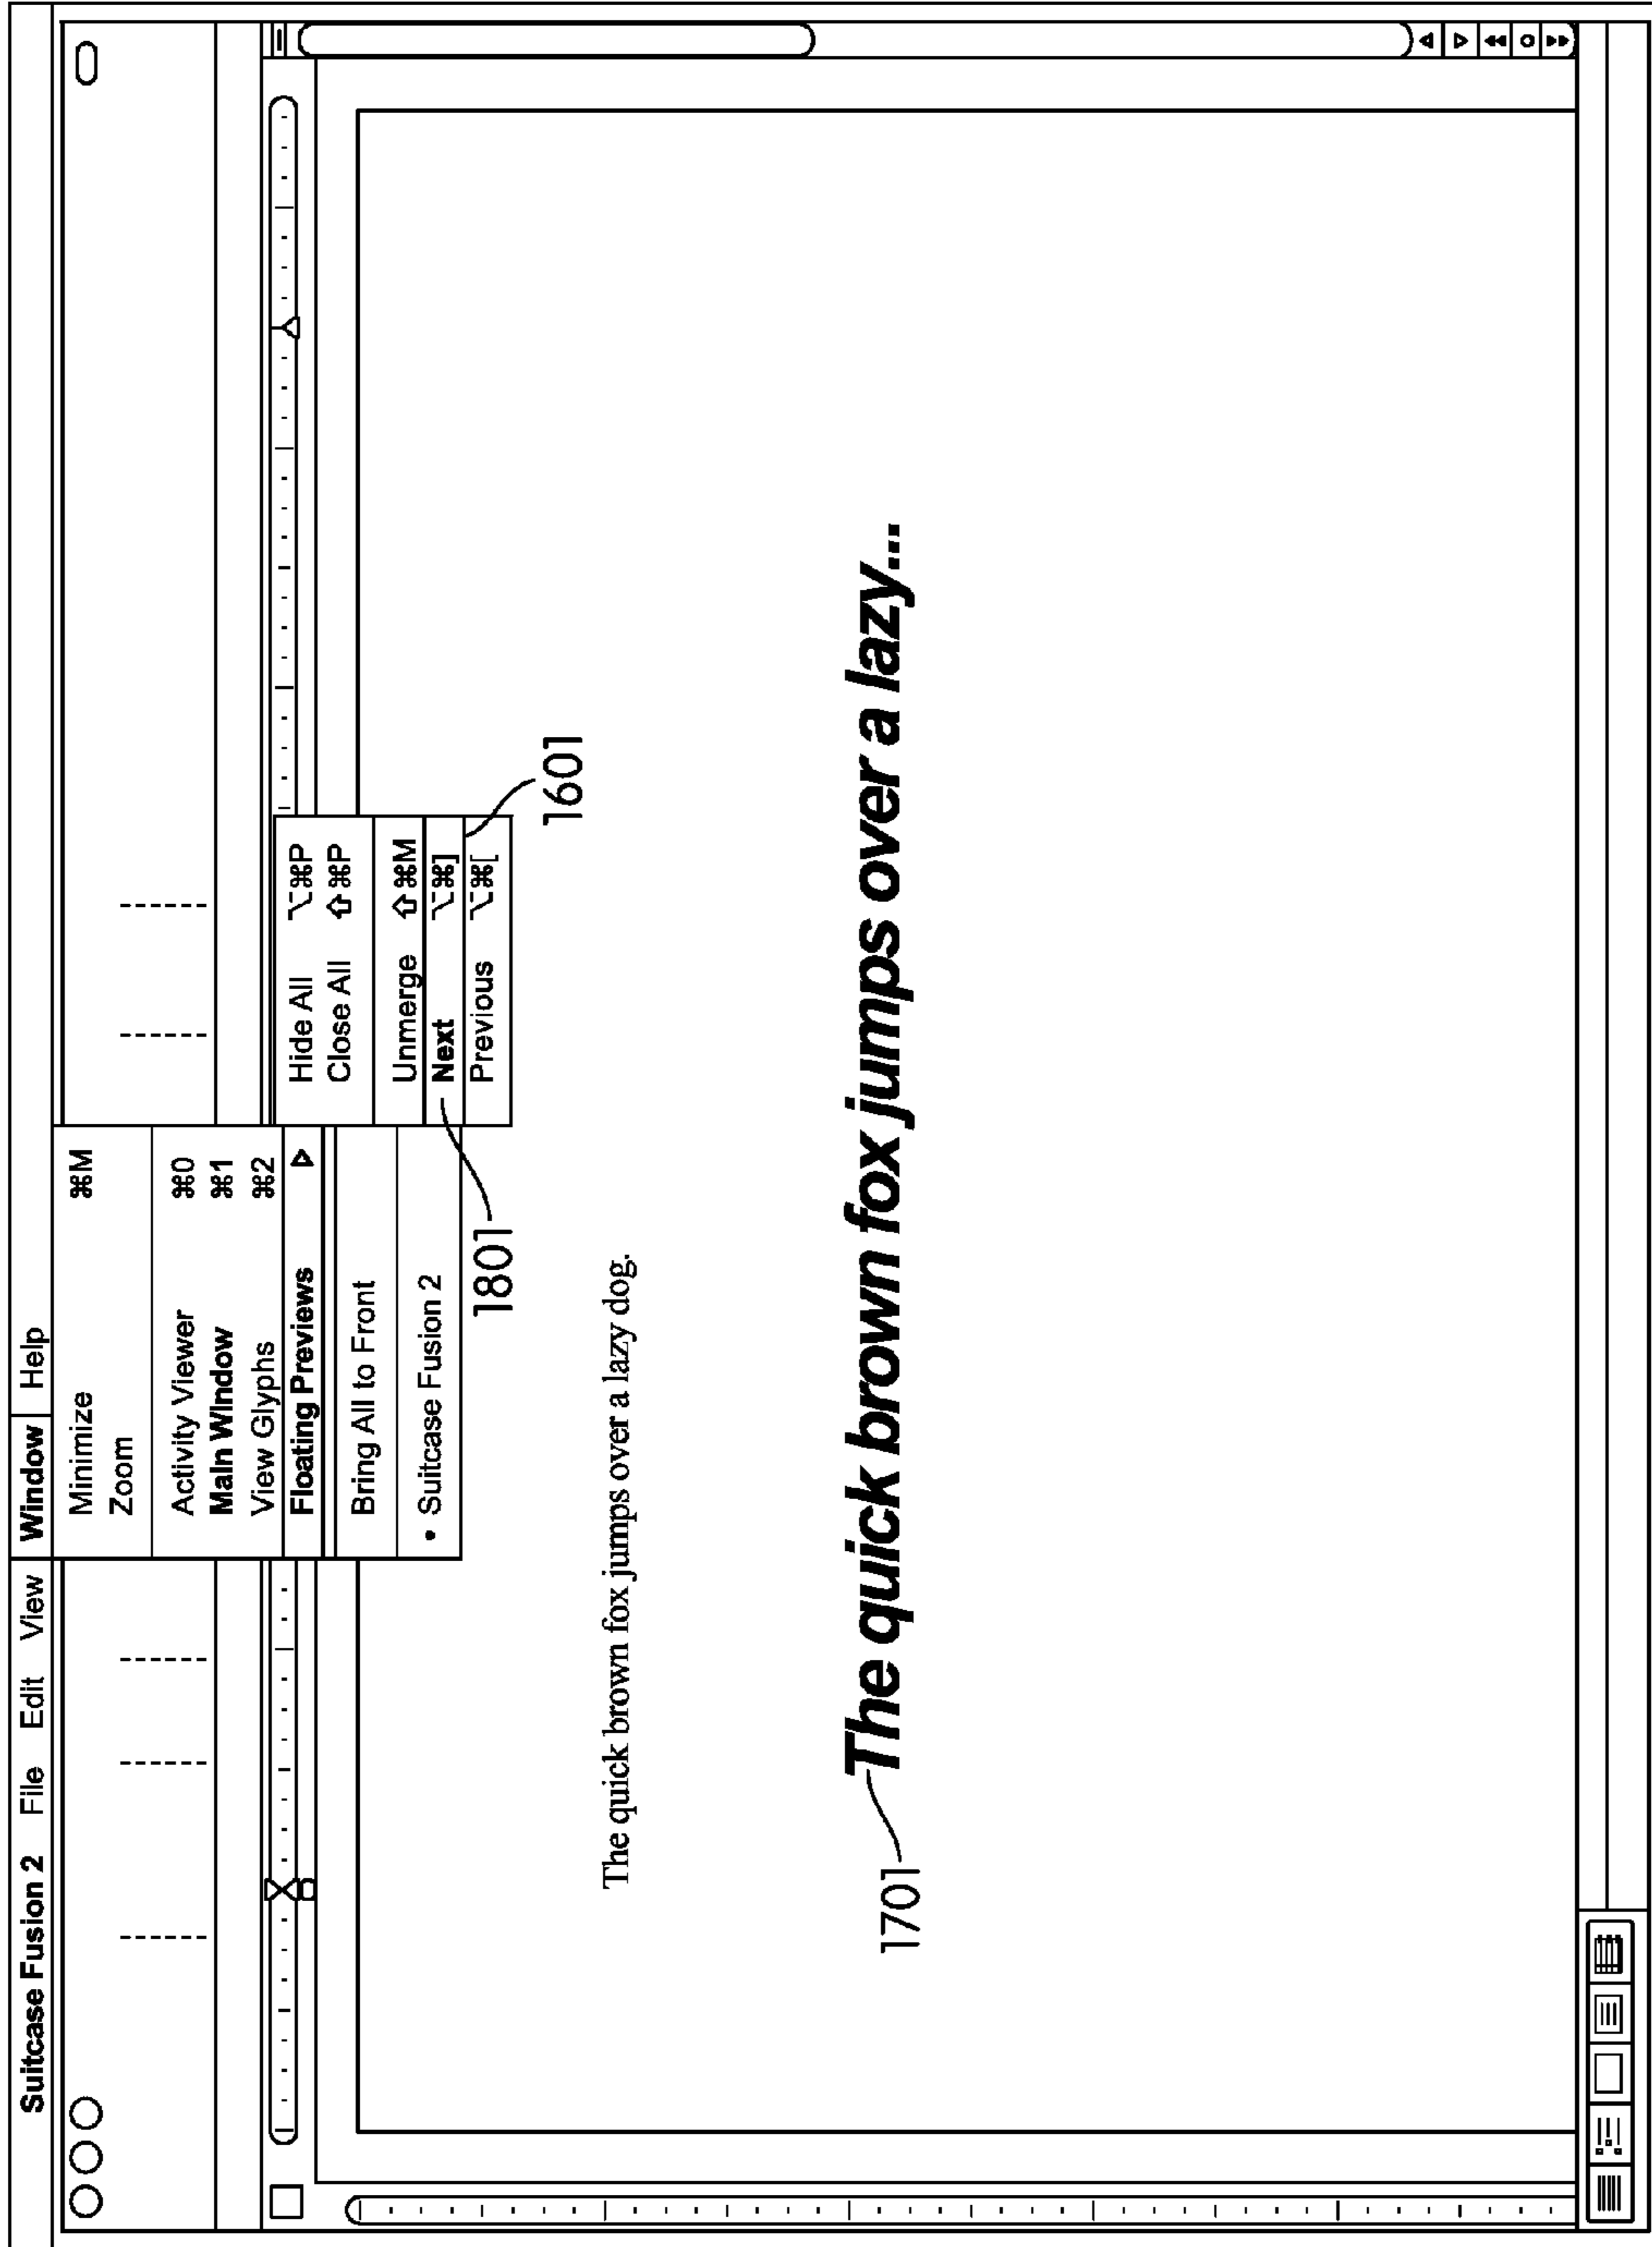 Suitcase Fusion 2 File Edit View Window Help
Minimize ⌘M
Zoom
Activity Viewer ⌘0
Main Window ⌘1
View Glyphs ⌘2
Floating Previews ▷
Bring All to Front
• Suitcase Fusion 2
Hide All ⌥⌘P
Close All ⇧⌘P
Unmerge ⇧⌘M
Next ⌥⌘]
Previous ⌥⌘[
1801
1601
The quick brown fox jumps over a lazy dog.
1701
The quick brown fox jumps over a lazy...